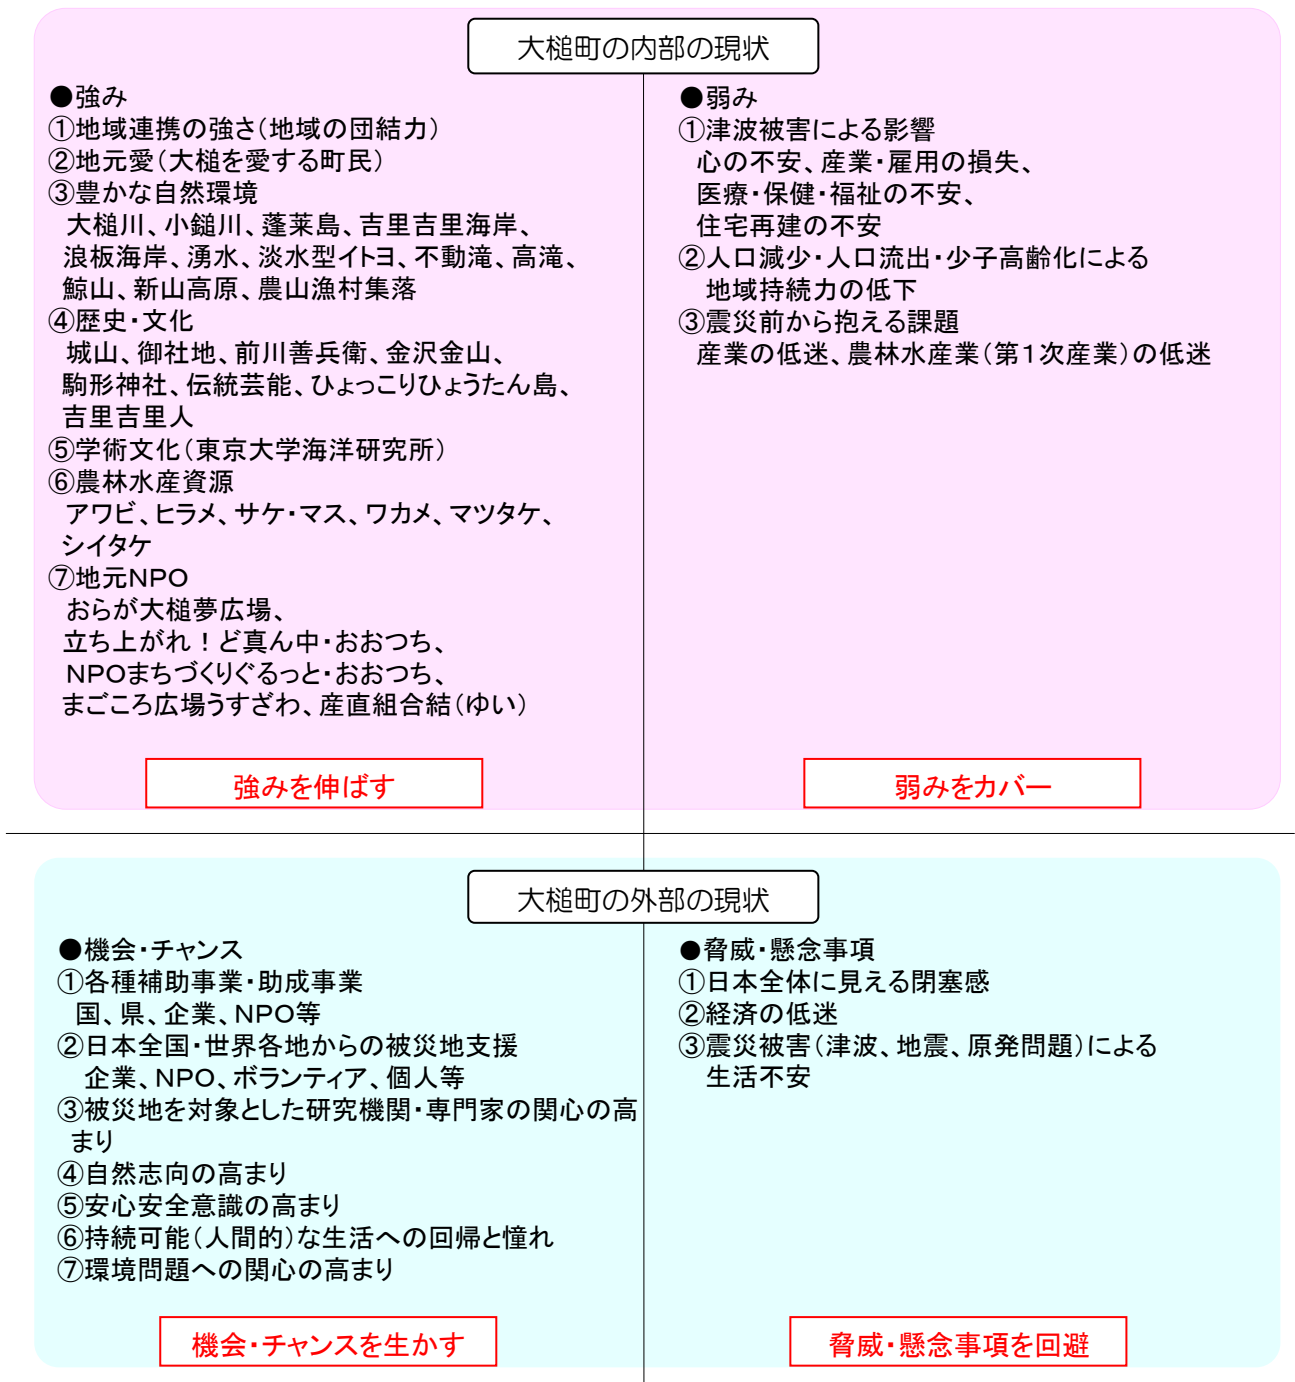 大槌町の内部の現状
●強み
①地域連携の強さ（地域の団結力）
②地元愛（大槌を愛する町民）
③豊かな自然環境
大槌川、小鎚川、蓬莱島、吉里吉里海岸、
浪板海岸、湧水、淡水型イトヨ、不動滝、高滝、
鯨山、新山高原、農山漁村集落
④歴史・文化
城山、御社地、前川善兵衛、金沢金山、
駒形神社、伝統芸能、ひょっこりひょうたん島、
吉里吉里人
⑤学術文化（東京大学海洋研究所）
⑥農林水産資源
アワビ、ヒラメ、サケ・マス、ワカメ、マツタケ、
シイタケ
⑦地元NPO
おらが大槌夢広場、
立ち上がれ！ど真ん中・おおつち、
NPOまちづくりぐるっと・おおつち、
まごころ広場うすざわ、産直組合結（ゆい）
強みを伸ばす
●弱み
①津波被害による影響
心の不安、産業・雇用の損失、
医療・保健・福祉の不安、
住宅再建の不安
②人口減少・人口流出・少子高齢化による
地域持続力の低下
③震災前から抱える課題
産業の低迷、農林水産業（第１次産業）の低迷
弱みをカバー
大槌町の外部の現状
●機会・チャンス
①各種補助事業・助成事業
国、県、企業、NPO等
②日本全国・世界各地からの被災地支援
企業、NPO、ボランティア、個人等
③被災地を対象とした研究機関・専門家の関心の高
まり
④自然志向の高まり
⑤安心安全意識の高まり
⑥持続可能（人間的）な生活への回帰と憧れ
⑦環境問題への関心の高まり
機会・チャンスを生かす
●脅威・懸念事項
①日本全体に見える閉塞感
②経済の低迷
③震災被害（津波、地震、原発問題）による
生活不安
脅威・懸念事項を回避